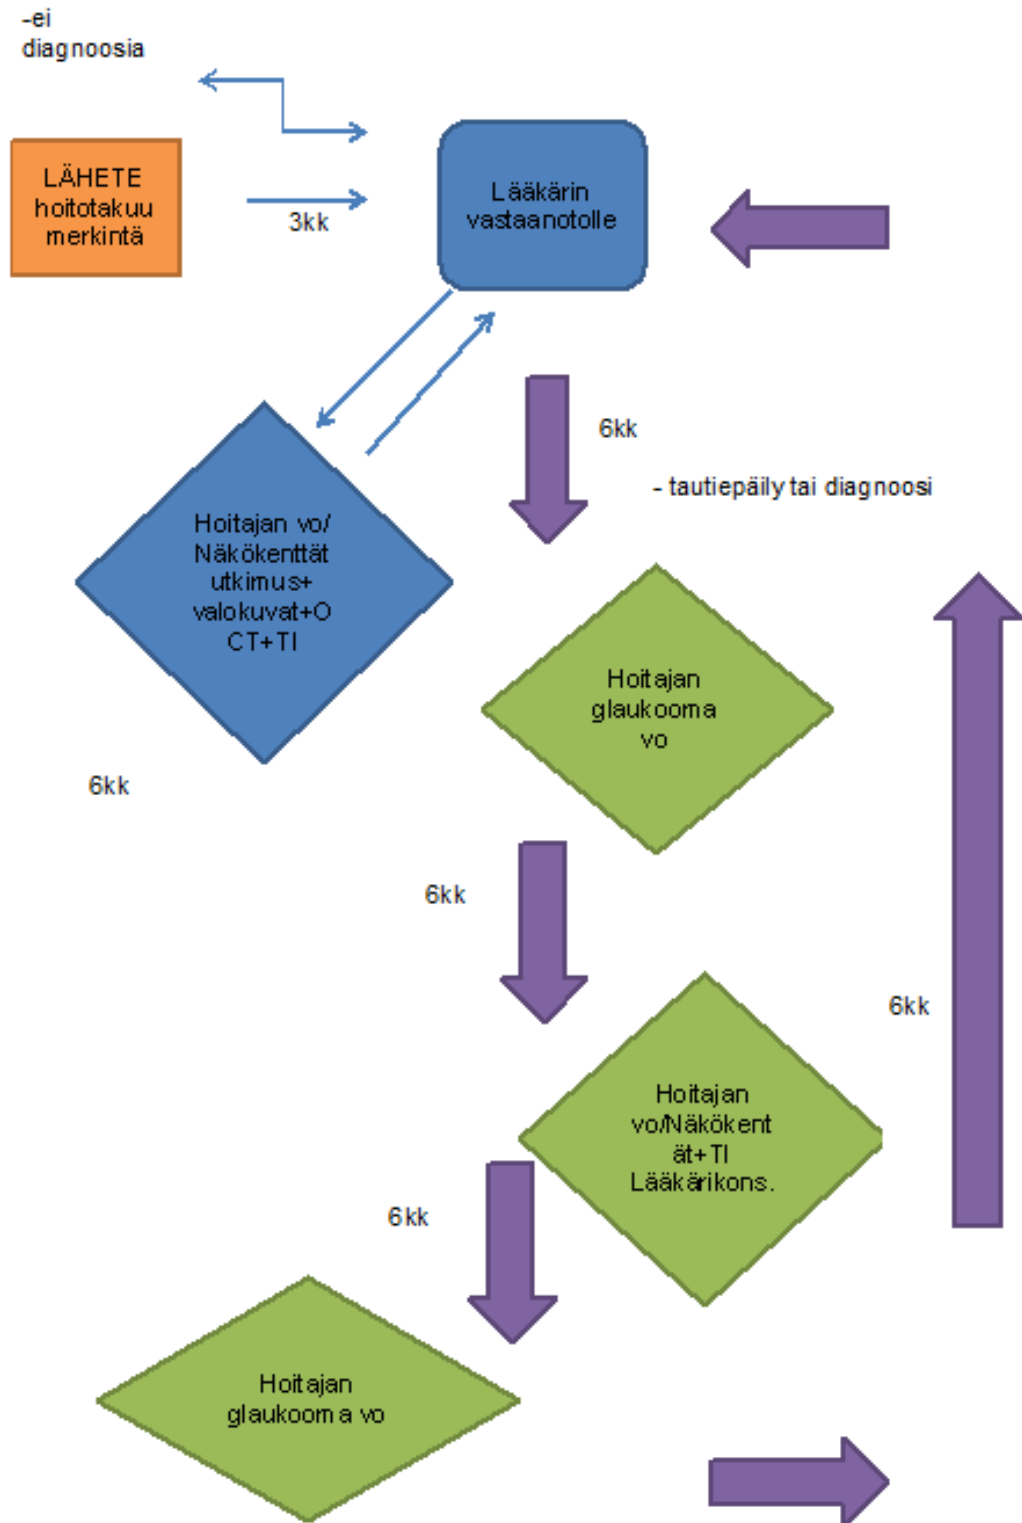 -ei
diagnoosia
LÄHETE
hoitotakuu
merkintä
3kk
Lääkärin
vastaanotolle
6kk
- tautiepäily tai diagnoosi
Hoitajan vo/
Näkökenttät
utkimus+
valokuvat+O
CT+TI
6kk
Hoitajan
glaukooma
vo
6kk
6kk
Hoitajan
vo/Näkökent
ät+TI
Lääkärikons.
6kk
Hoitajan
glaukooma vo